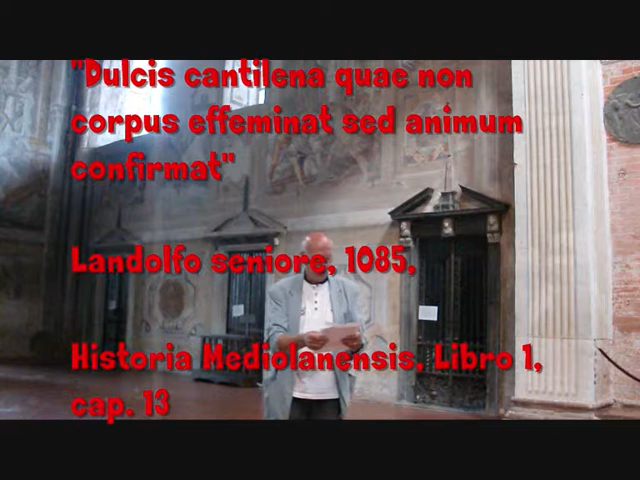 "Dulcis cantilena quae non
corpus effeminat sed animum
confirmat"
Landolfo seniore, 1085,
Historia Mediolanensis, Libro 1,
cap. 13